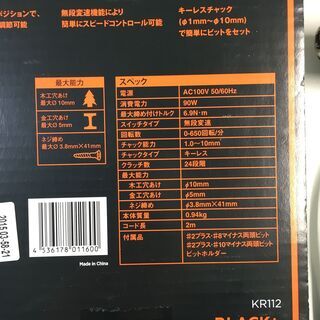 ポジションで、
調節可能
無段変速機能により
簡単にスピードコントロール可能
キーレスチャック
(φ1mm〜φ10mm)
で簡単にビットをセット
最大能力
木工穴あけ
最大∅10mm
金工穴あけ
最大∅5mm
ネジ締め
最大∅3.8mm×41mm
スペック
電源 AC100V 50/60Hz
消費電力 90W
最大締め付けトルク 6.9N·m
スイッチタイプ 無段変速
回転数 0-650回転/分
チャック能力 1.0〜10mm
チャックタイプ キーレス
クラッチ数 24段階
最大能力
木工穴あけ φ10mm
金工穴あけ φ5mm
ネジ締め φ3.8mm×41mm
本体質量 0.94kg
コード長 2m
付属品 #2プラス・#8マイナス両頭ビット
#2プラス・#10マイナス両頭ビット
ビットホルダー
4 536178 011600
Made in China
KR112
BLACK+